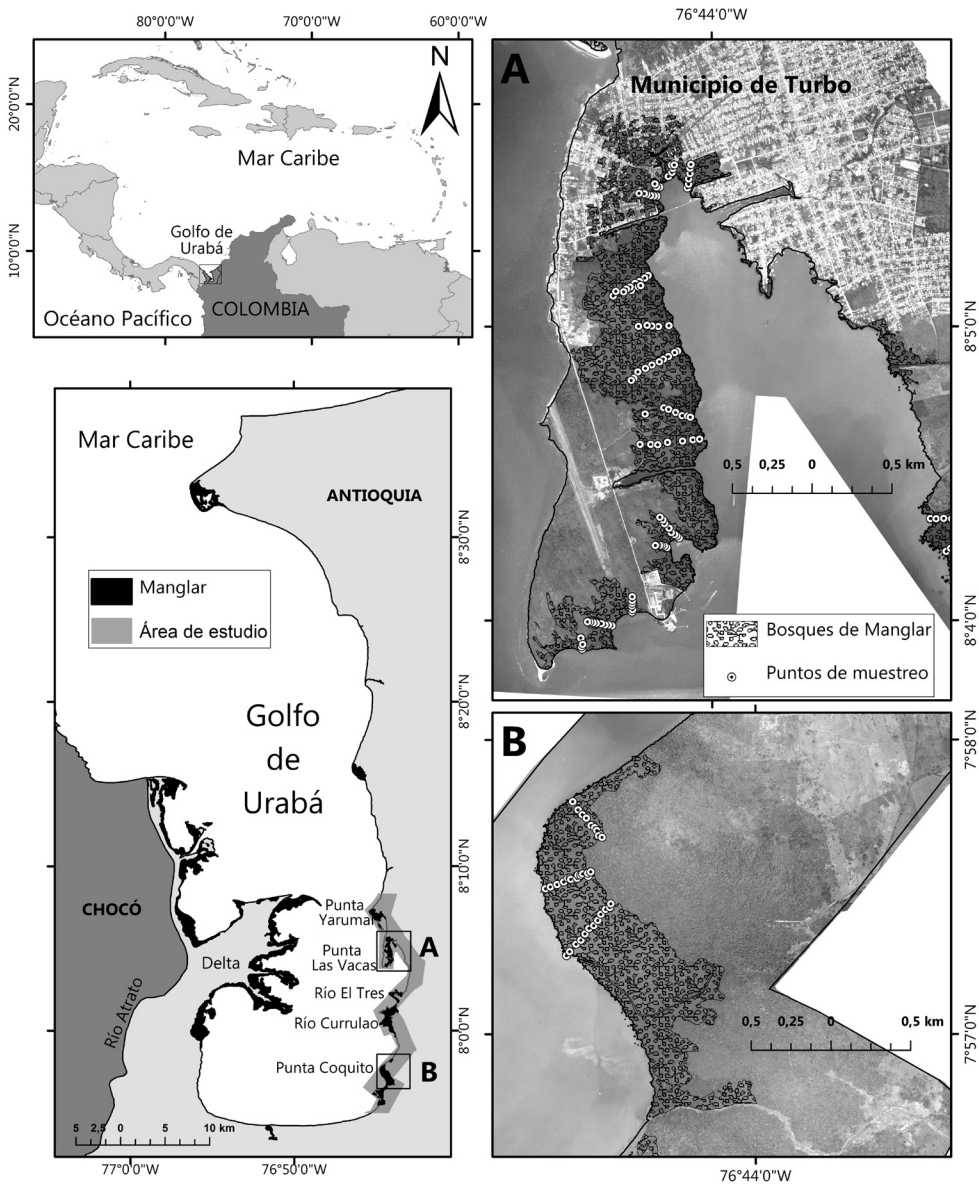 80°0'0"W
70°0'0"W
60°0'0"W
20°0'0"N
10°0'0"N
N
Mar Caribe
Golfo de
Urabá
COLOMBIA
Océano Pacífico
Mar Caribe
ANTIOQUIA
Manglar
Área de estudio
Golfo
de
Urabá
CHOCÓ
Río Atrato
Delta
Punta
Yarumal
Punta
Las Vacas
A
Río El Tres
Río Currulao
Punta Coquito
B
5 2,5 0 5 10 km
8°30'0"N
8°20'0"N
8°10'0"N
8°0'0"N
77°0'0"W
76°50'0"W
76°44'0"W
A
Municipio de Turbo
8°5'0"N
0,5 0,25 0 0,5 km
8°4'0"N
Bosques de Manglar
Puntos de muestreo
B
7°58'0"N
0,5 0,25 0 0,5 km
7°57'0"N
76°44'0"W